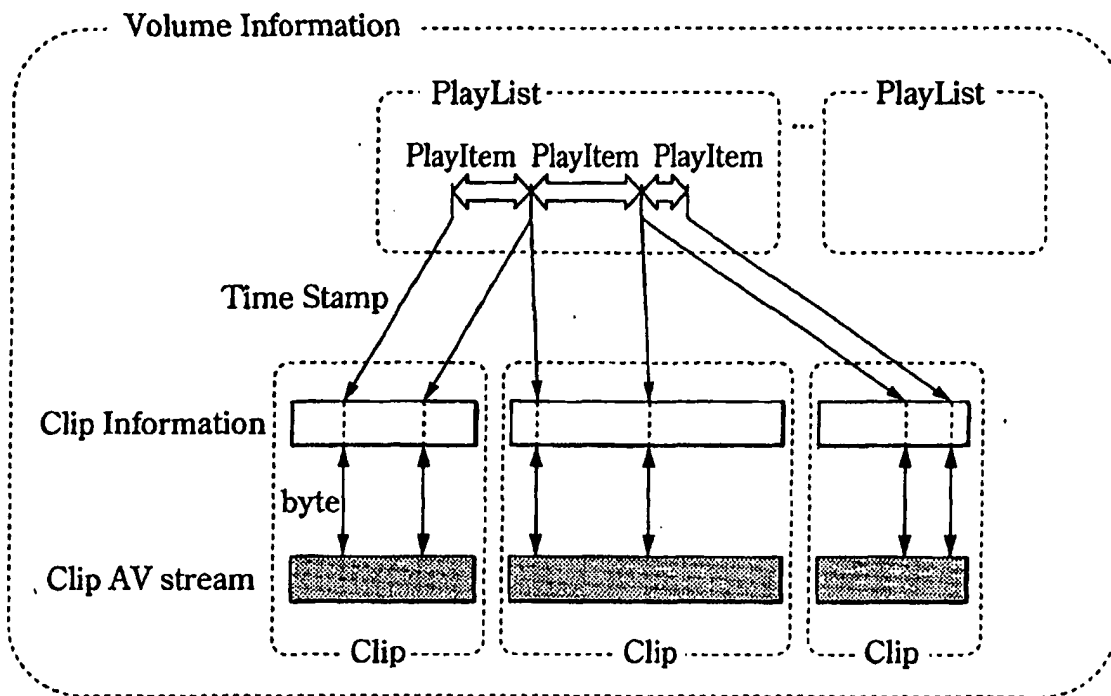 Volume Information
PlayList
PlayList
...
PlayItem PlayItem PlayItem
Time Stamp
Clip Information
byte
Clip AV stream
Clip
Clip
Clip